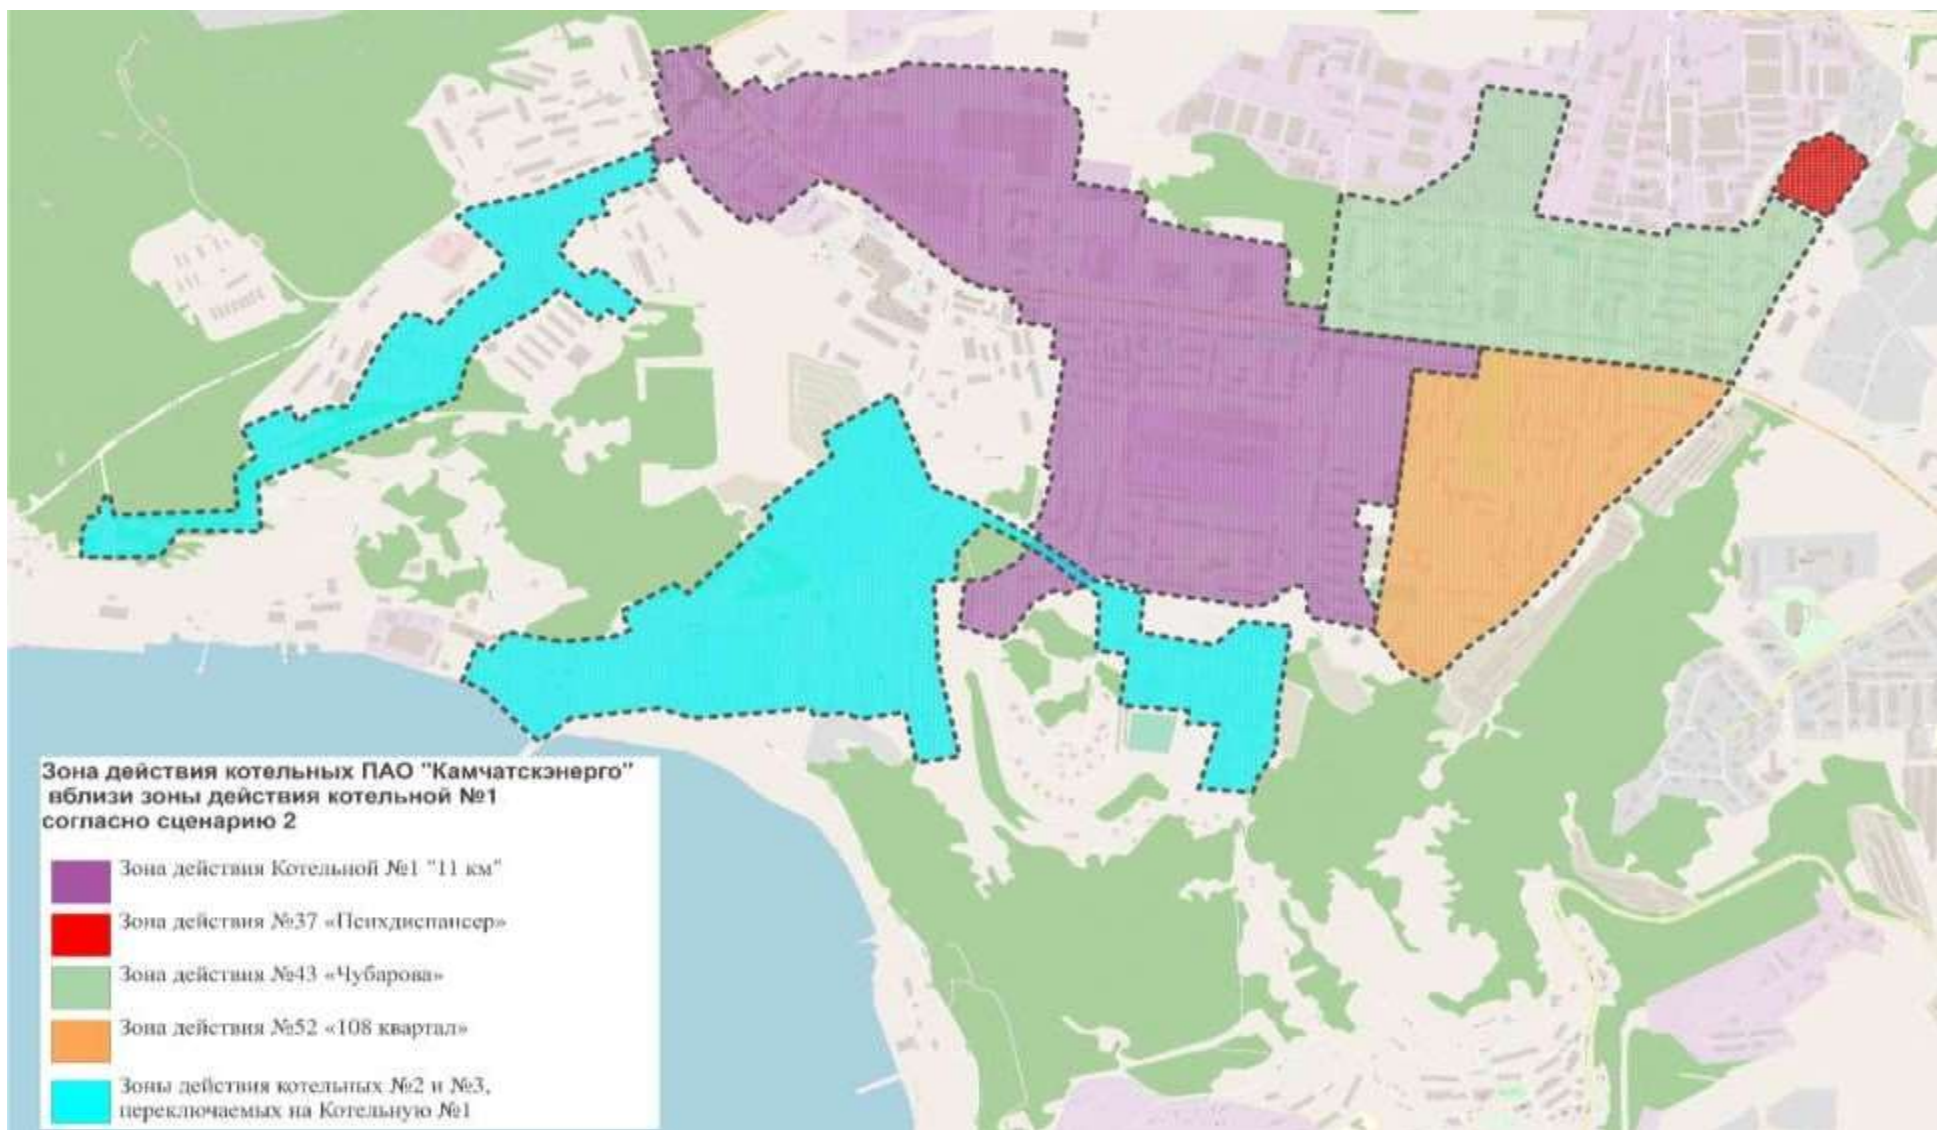 Зона действия котельных ПАО "Камчатскэнерго"
вблизи зоны действия котельной №1
согласно сценарию 2
Зона действия Котельной №1 "11 км"
Зона действия №37 «Психдиспансер»
Зона действия №43 «Чубарова»
Зона действия №52 «108 квартал»
Зоны действия котельных №2 и №3,
переключаемых на Котельную №1